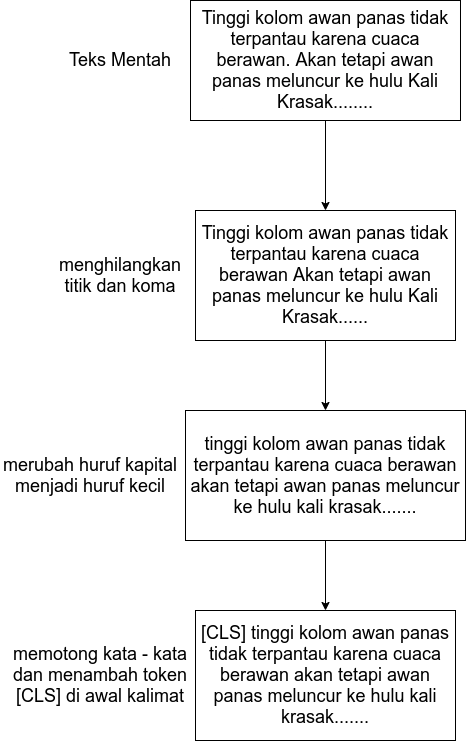 Teks Mentah
Tinggi kolom awan panas tidak
terpantau karena cuaca
berawan. Akan tetapi awan
panas meluncur ke hulu Kali
Krasak........
menghilangkan
titik dan koma
Tinggi kolom awan panas tidak
terpantau karena cuaca
berawan Akan tetapi awan
panas meluncur ke hulu Kali
Krasak......
merubah huruf kapital
menjadi huruf kecil
tinggi kolom awan panas tidak
terpantau karena cuaca berawan
akan tetapi awan panas meluncur
ke hulu kali krasak.......
memotong kata - kata
dan menambah token
[CLS] di awal kalimat
[CLS] tinggi kolom awan panas
tidak terpantau karena cuaca
berawan akan tetapi awan
panas meluncur ke hulu kali
krasak.......